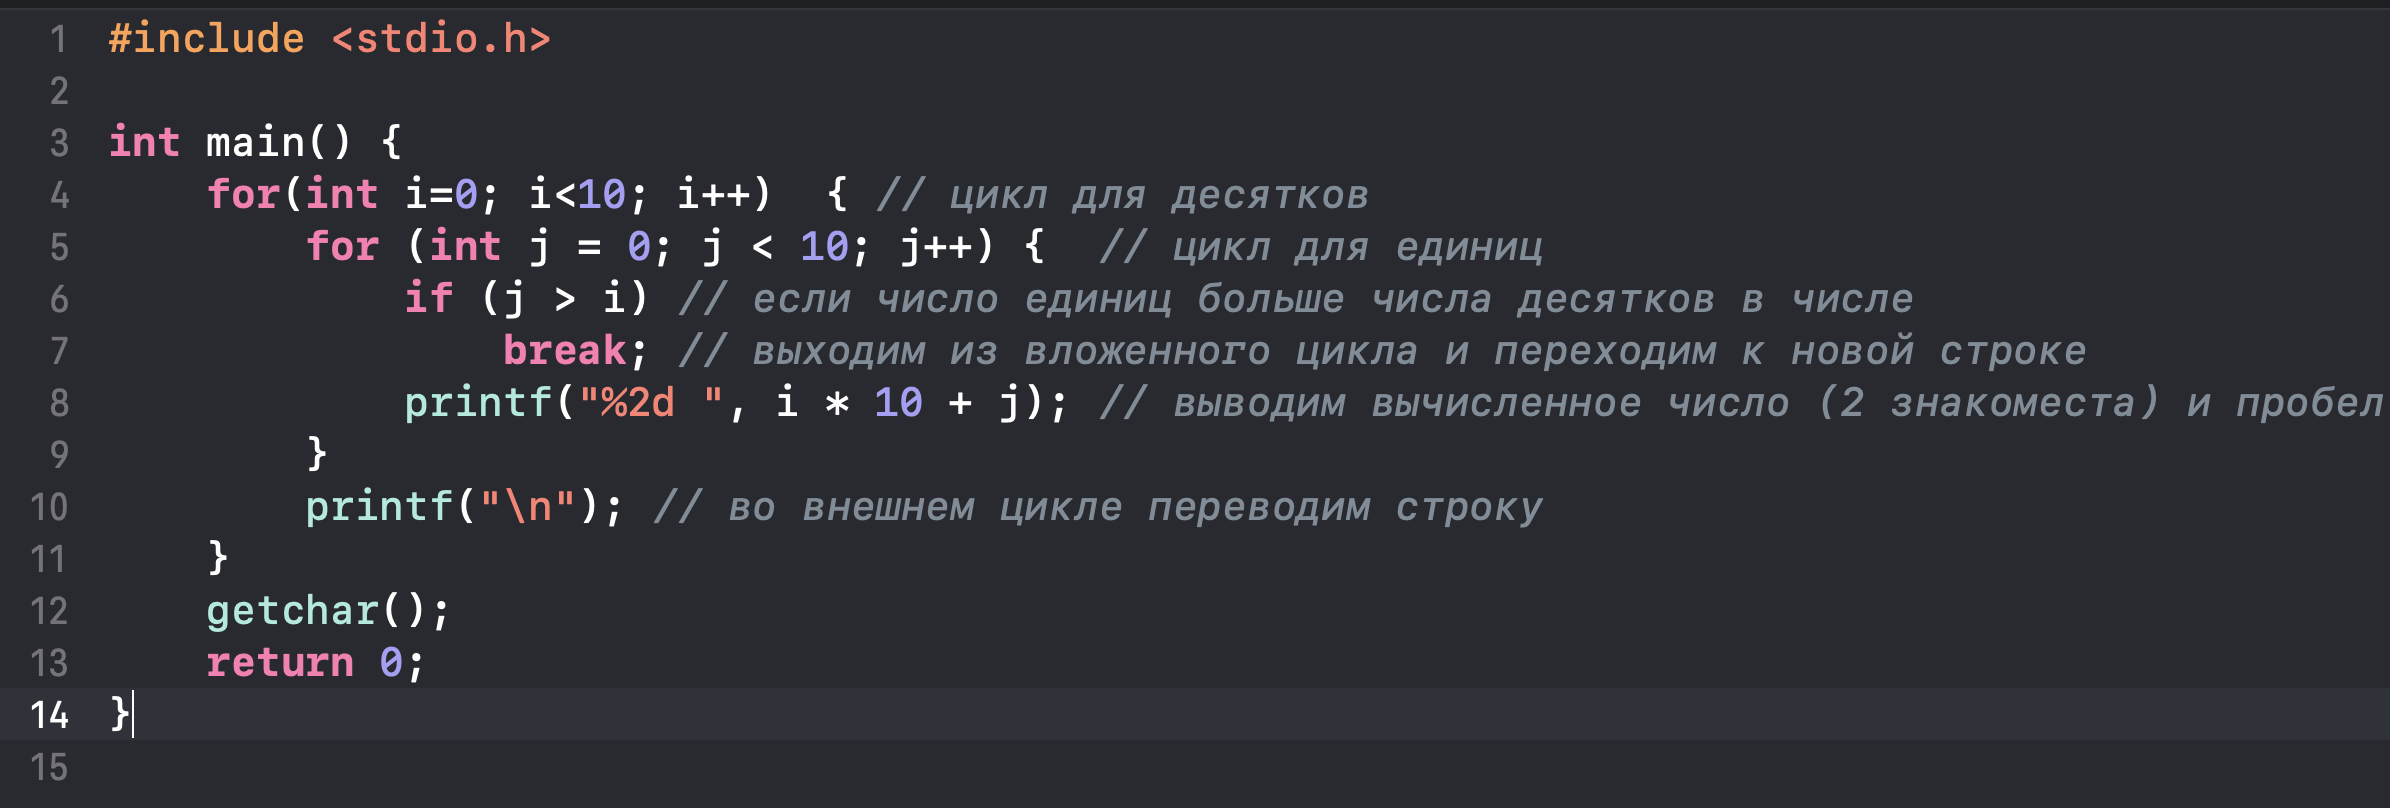 1 #include <stdio.h>
2
3 int main() {
4     for(int i=0; i<10; i++)  { // цикл для десятков
5         for (int j = 0; j < 10; j++) {  // цикл для единиц
6             if (j > i) // если число единиц больше числа десятков в числе
7                 break; // выходим из вложенного цикла и переходим к новой строке
8             printf("%2d ", i * 10 + j); // выводим вычисленное число (2 знакоместа) и пробел
9         }
10         printf("\n"); // во внешнем цикле переводим строку
11     }
12     getchar();
13     return 0;
14 }
15